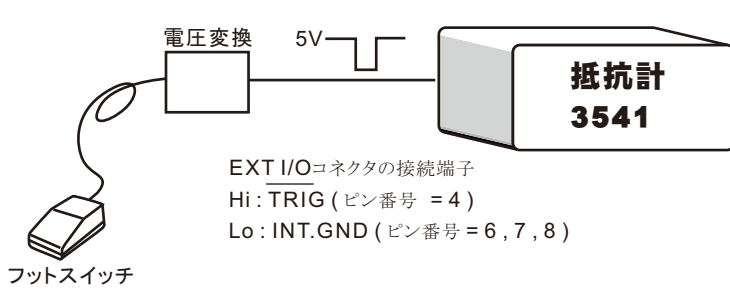 電圧変換
5V
抵抗計
3541
EXT I/Oコネクタの接続端子
Hi : TRIG ( ピン番号 = 4 )
Lo : INT.GND ( ピン番号 = 6 , 7 , 8 )
フットスイッチ